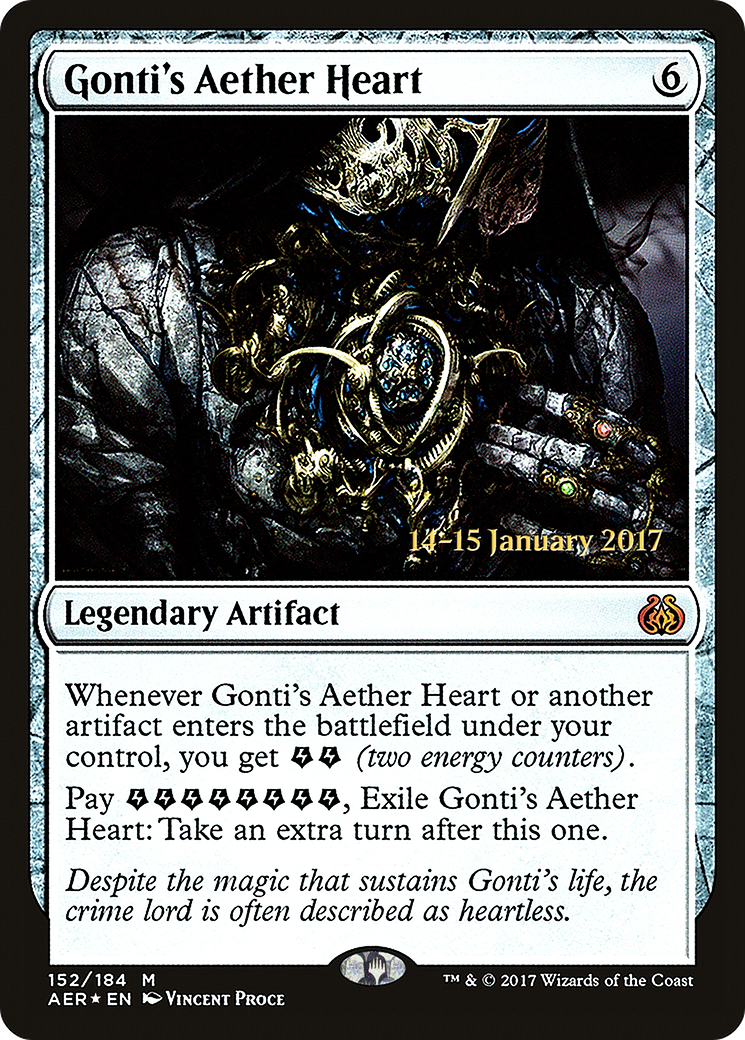 Gonti's Aether Heart
6
14–15 January 2017
Legendary Artifact
Whenever Gonti's Aether Heart or another
artifact enters the battlefield under your
control, you get (two energy counters).
Pay , Exile Gonti's Aether
Heart: Take an extra turn after this one.
Despite the magic that sustains Gonti's life, the
crime lord is often described as heartless.
152/184 M
AER★EN Vincent Proce
™ & © 2017 Wizards of the Coast